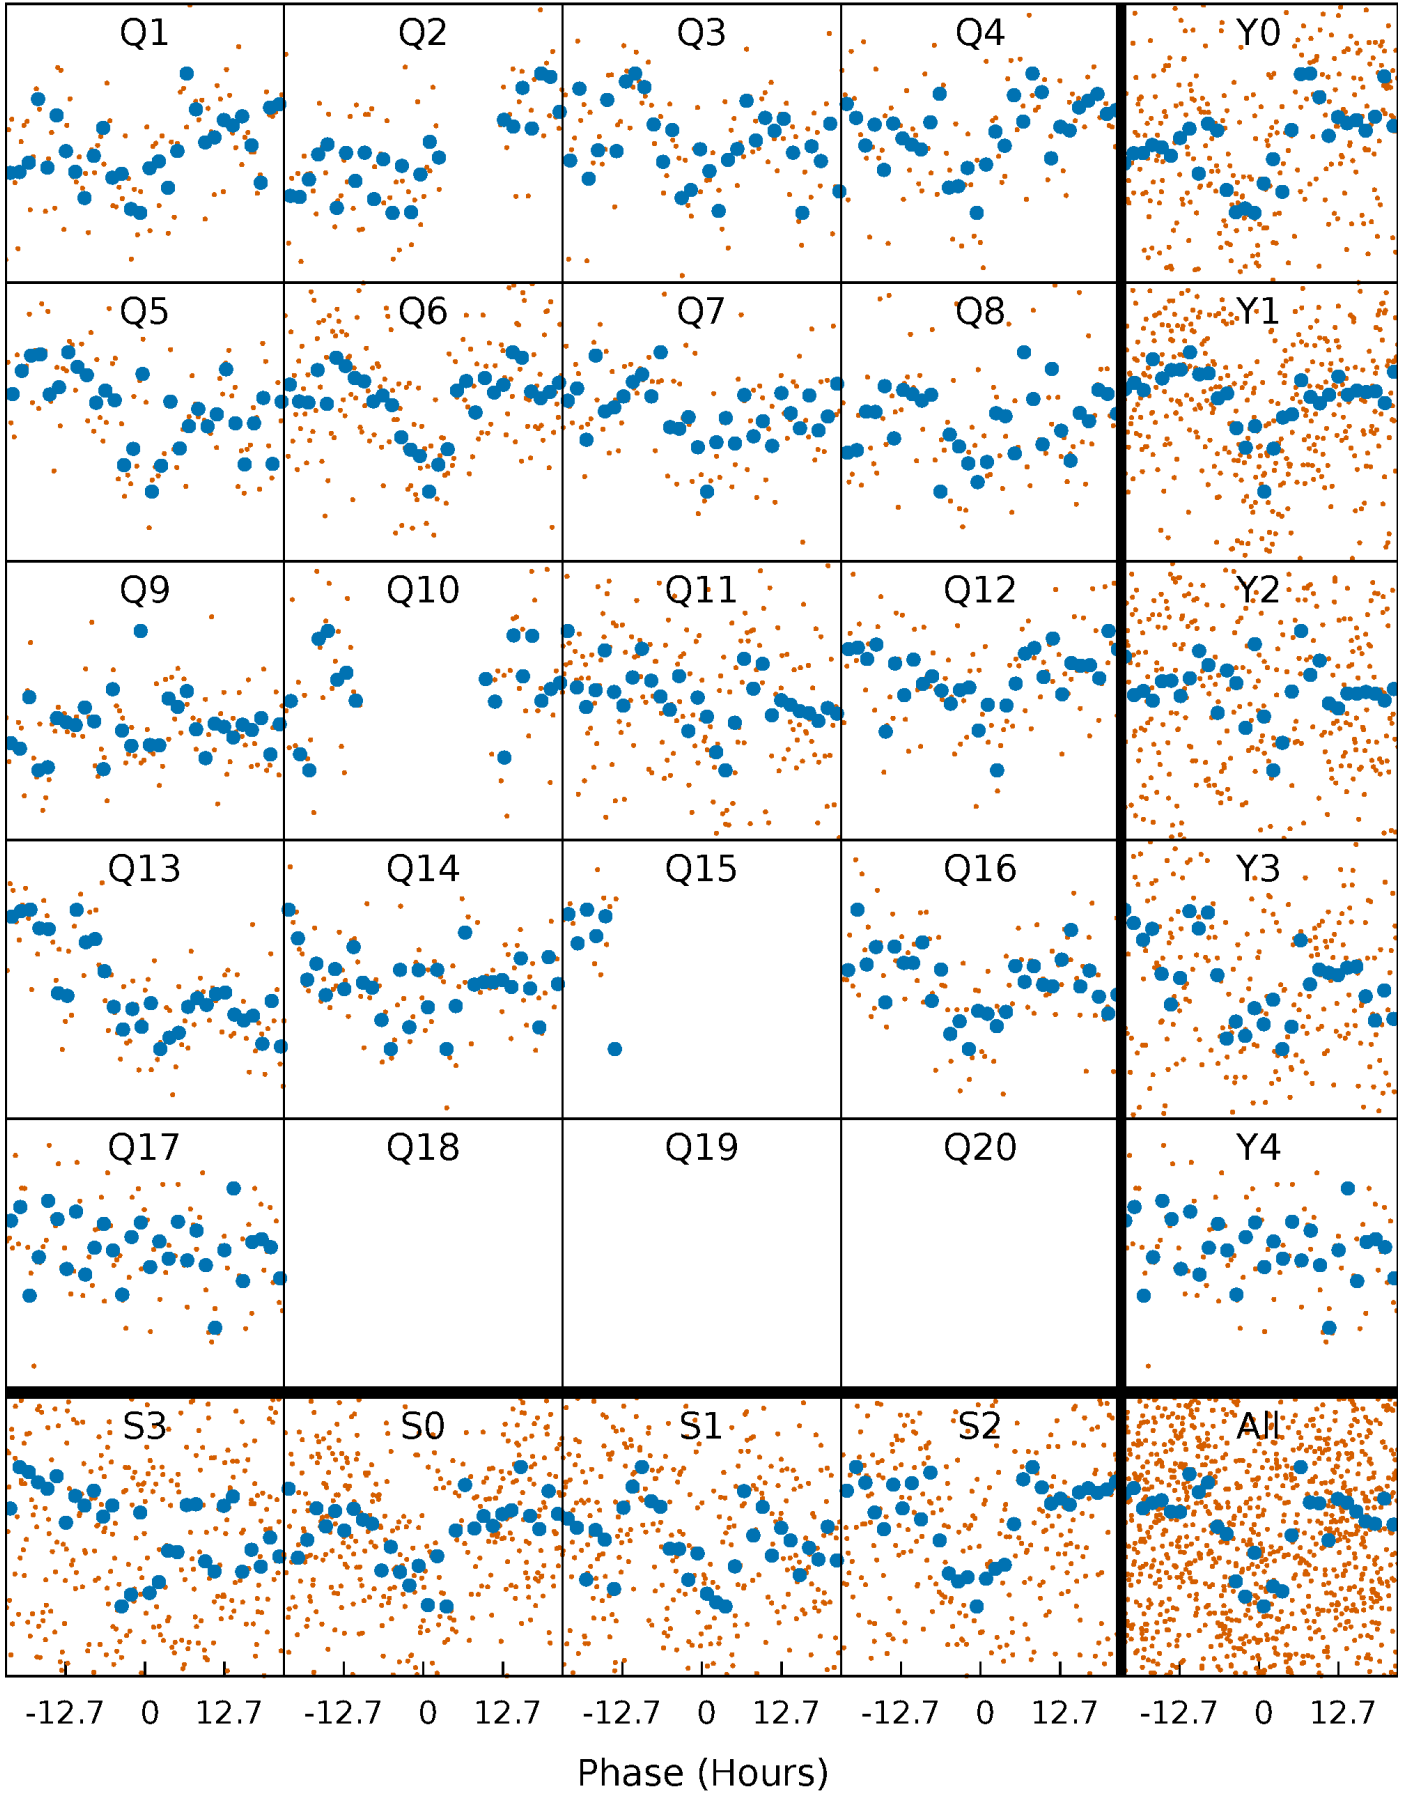 Q1 Q2 Q3 Q4 Y0
Q5 Q6 Q7 Q8 Y1
Q9 Q10 Q11 Q12 Y2
Q13 Q14 Q15 Q16 Y3
Q17 Q18 Q19 Q20 Y4
S3 S0 S1 S2 All
-12.7 0 12.7 -12.7 0 12.7 -12.7 0 12.7 -12.7 0 12.7 -12.7 0 12.7
Phase (Hours)